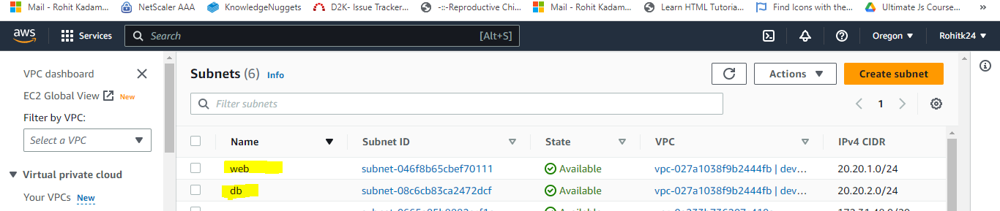 Mail - Rohit Kadam... NetScaler AAA KnowledgeNuggets D2K- Issue Tracker... -::-Reproductive Chi... Mail - Rohit Kadam... Learn HTML Tutoria... Find Icons with the... Ultimate Js Course... »
aws Services Search [Alt+S] Oregon Rohitk24
VPC dashboard
EC2 Global View New
Filter by VPC:
Select a VPC
Virtual private cloud
Your VPCs New
Subnets (6) Info Actions Create subnet
Filter subnets 1
Name Subnet ID State VPC IPv4 CIDR
web subnet-046f8b65cbef70111 Available vpc-027a1038f9b2444fb | dev... 20.20.1.0/24
db subnet-08c6cb83ca2472dcf Available vpc-027a1038f9b2444fb | dev... 20.20.2.0/24